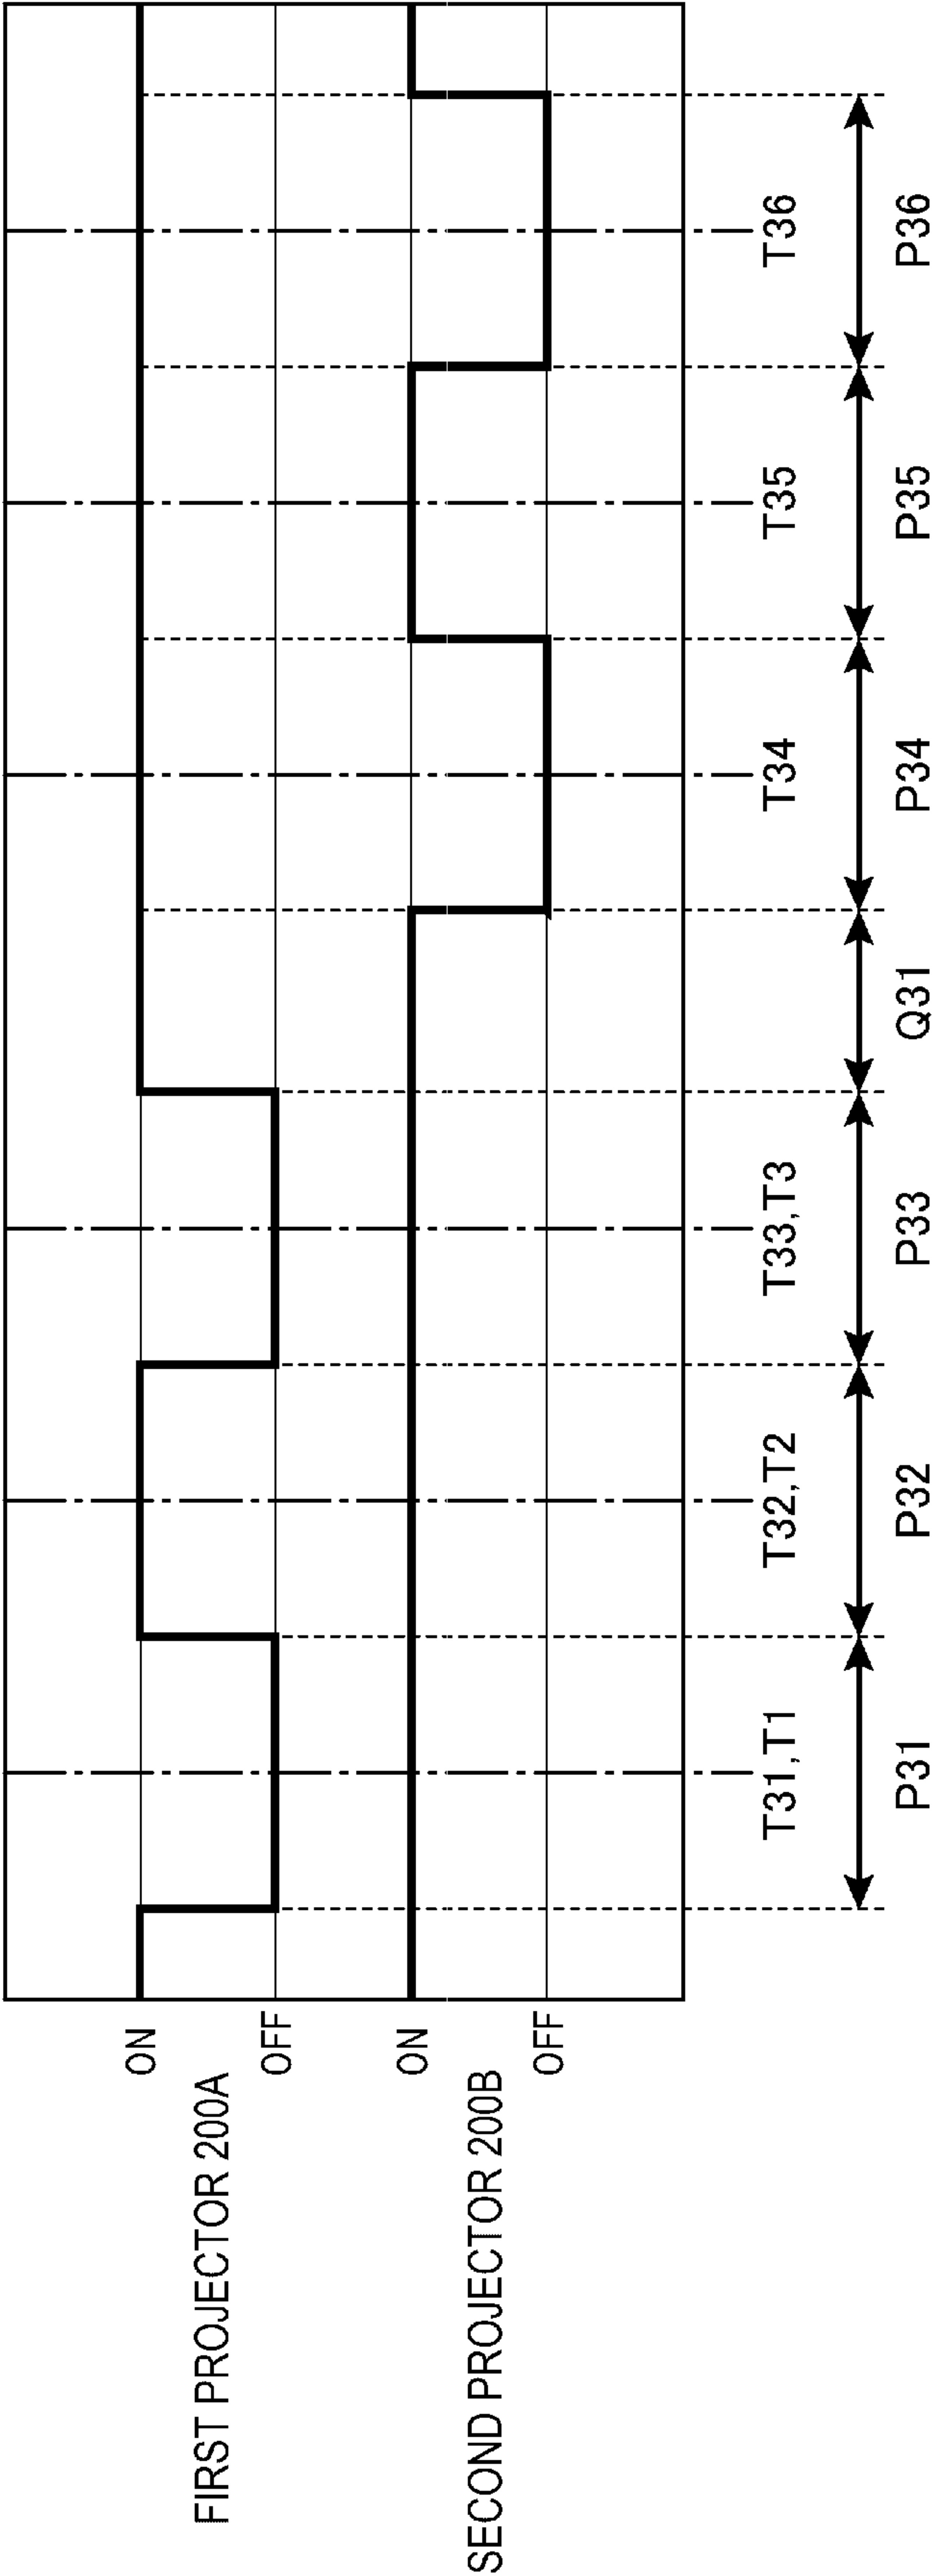 FIRST PROJECTOR 200A
ON
OFF
SECOND PROJECTOR 200B
ON
OFF
T31,T1 T32,T2 T33,T3 T34 T35 T36
P31 P32 P33 Q31 P34 P35 P36